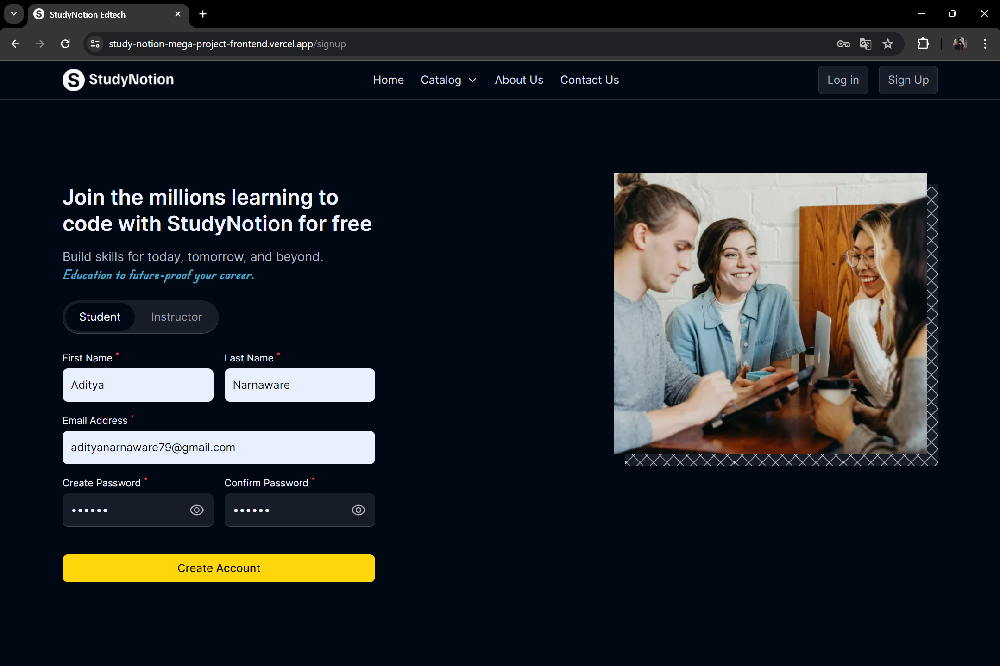 StudyNotion Edtech
study-notion-mega-project-frontend.vercel.app/signup
StudyNotion
Home
Catalog
About Us
Contact Us
Log in
Sign Up
Join the millions learning to
code with StudyNotion for free
Build skills for today, tomorrow, and beyond.
Education to future-proof your career.
Student
Instructor
First Name *
Last Name *
Aditya
Narnaware
Email Address *
adityanarnaware79@gmail.com
Create Password *
Confirm Password *
••••••
••••••
Create Account